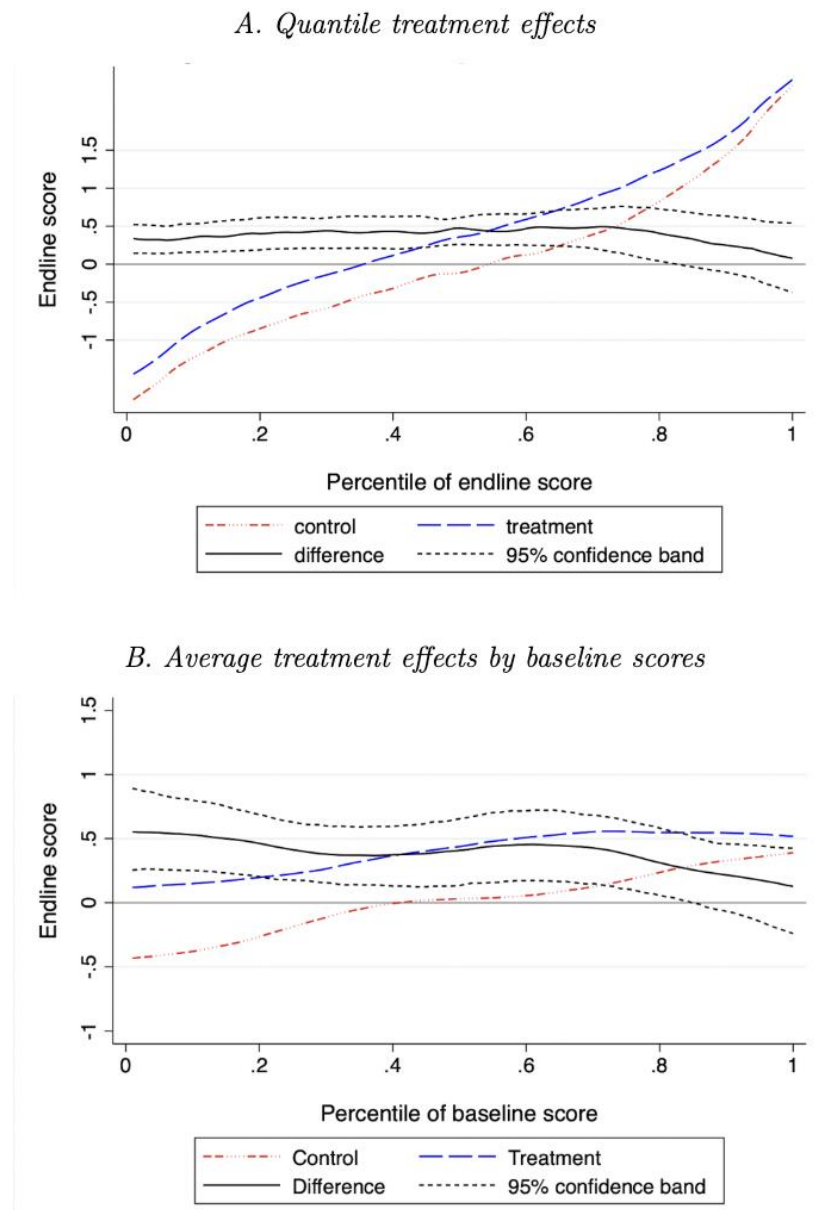 A. Quantile treatment effects
Endline score
1.5
1
.5
0
-.5
-1
0 .2 .4 .6 .8 1
Percentile of endline score
control treatment
difference 95% confidence band
B. Average treatment effects by baseline scores
Endline score
1.5
1
.5
0
-.5
-1
0 .2 .4 .6 .8 1
Percentile of baseline score
Control Treatment
Difference 95% confidence band